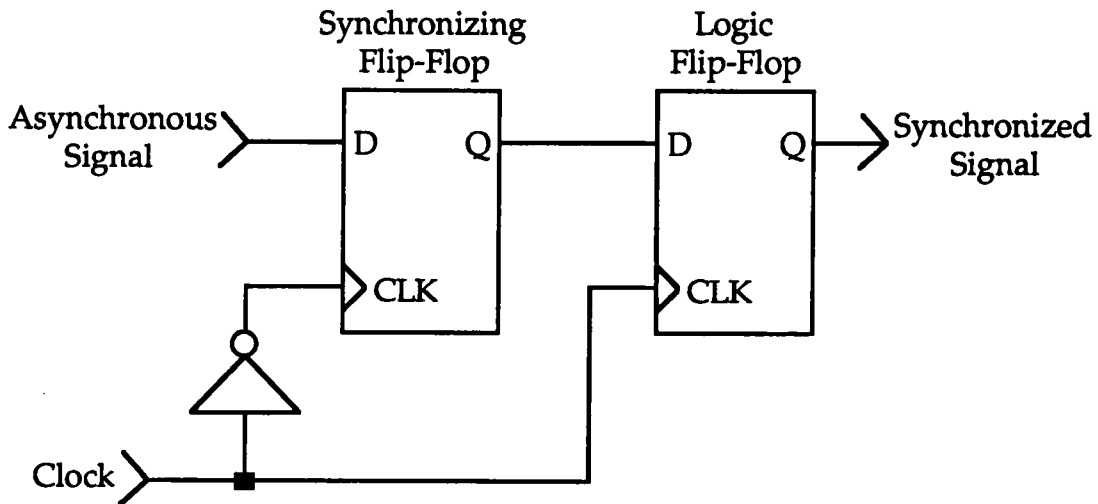 Synchronizing
Flip-Flop
Logic
Flip-Flop
Asynchronous
Signal
D
Q
D
Q
Synchronized
Signal
CLK
CLK
Clock